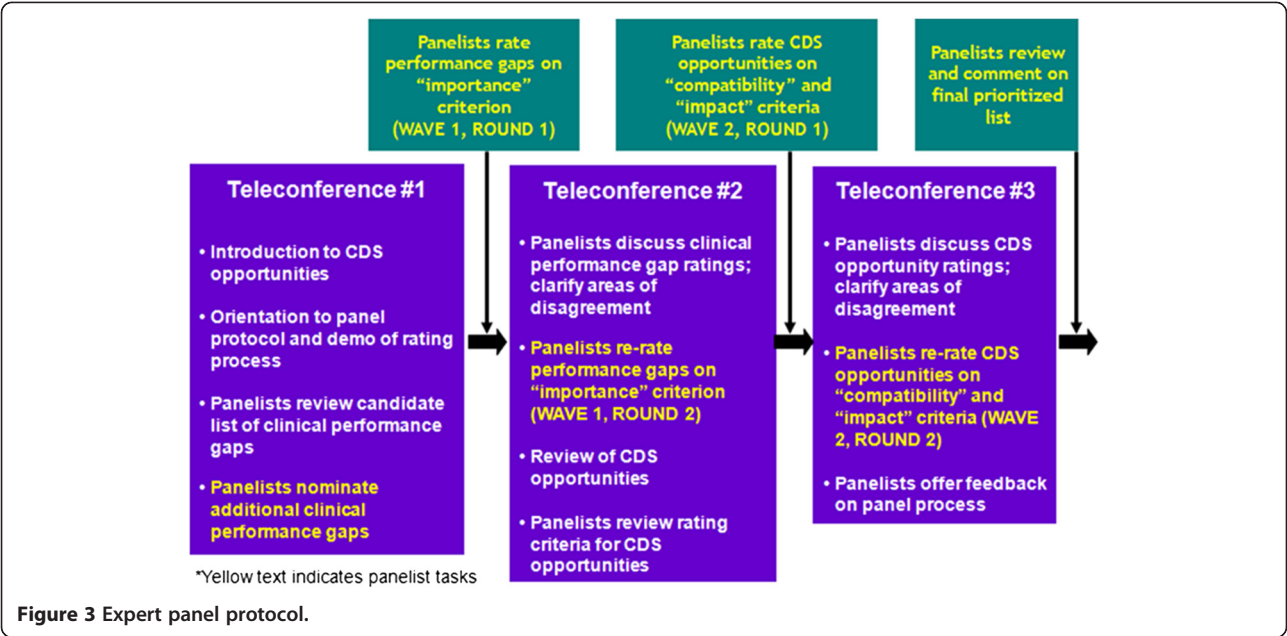 Panelists rate
performance gaps on
“importance”
criterion
(WAVE 1, ROUND 1)
Panelists rate CDS
opportunities on
“compatibility” and
“impact” criteria
(WAVE 2, ROUND 1)
Panelists review
and comment on
final prioritized
list
Teleconference #1
• Introduction to CDS
opportunities
• Orientation to panel
protocol and demo of rating
process
• Panelists review candidate
list of clinical performance
gaps
• Panelists nominate
additional clinical
performance gaps
Teleconference #2
• Panelists discuss clinical
performance gap ratings;
clarify areas of
disagreement
• Panelists re-rate
performance gaps on
“importance” criterion
(WAVE 1, ROUND 2)
• Review of CDS
opportunities
• Panelists review rating
criteria for CDS
opportunities
Teleconference #3
• Panelists discuss CDS
opportunity ratings;
clarify areas of
disagreement
• Panelists re-rate CDS
opportunities on
“compatibility” and
“impact” criteria (WAVE
2, ROUND 2)
• Panelists offer feedback
on panel process
*Yellow text indicates panelist tasks
Figure 3 Expert panel protocol.